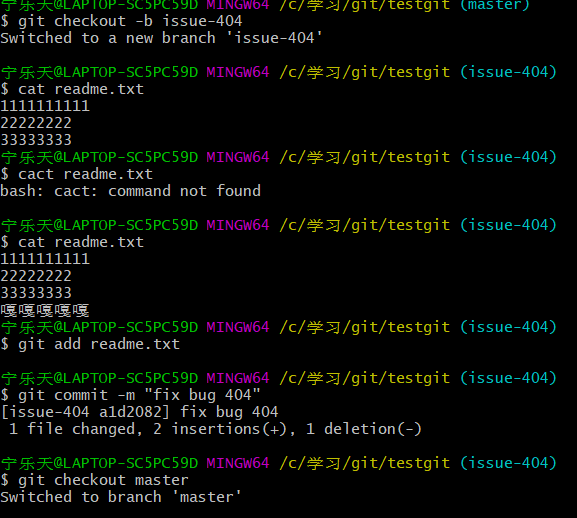 宁乐天@LAPTOP-SC5PC59D MINGW64 /c/学习/git/testgit (master)
$ git checkout -b issue-404
Switched to a new branch 'issue-404'
宁乐天@LAPTOP-SC5PC59D MINGW64 /c/学习/git/testgit (issue-404)
$ cat readme.txt
1111111111
22222222
33333333
宁乐天@LAPTOP-SC5PC59D MINGW64 /c/学习/git/testgit (issue-404)
$ cact readme.txt
bash: cact: command not found
宁乐天@LAPTOP-SC5PC59D MINGW64 /c/学习/git/testgit (issue-404)
$ cat readme.txt
1111111111
22222222
33333333
嘎嘎嘎嘎嘎
宁乐天@LAPTOP-SC5PC59D MINGW64 /c/学习/git/testgit (issue-404)
$ git add readme.txt
宁乐天@LAPTOP-SC5PC59D MINGW64 /c/学习/git/testgit (issue-404)
$ git commit -m "fix bug 404"
[issue-404 a1d2082] fix bug 404
 1 file changed, 2 insertions(+), 1 deletion(-)
宁乐天@LAPTOP-SC5PC59D MINGW64 /c/学习/git/testgit (issue-404)
$ git checkout master
Switched to branch 'master'